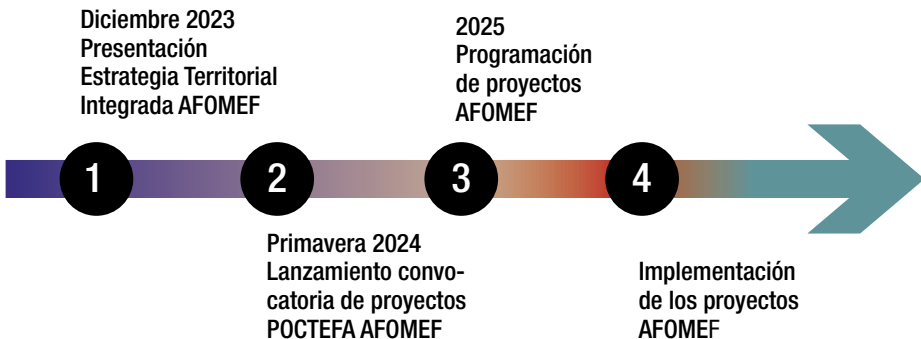 Diciembre 2023
Presentación
Estrategia Territorial
Integrada AFOMEF
2025
Programación
de proyectos
AFOMEF
1
2
3
4
Primavera 2024
Lanzamiento convo-
catoria de proyectos
POCTEFA AFOMEF
Implementación
de los proyectos
AFOMEF